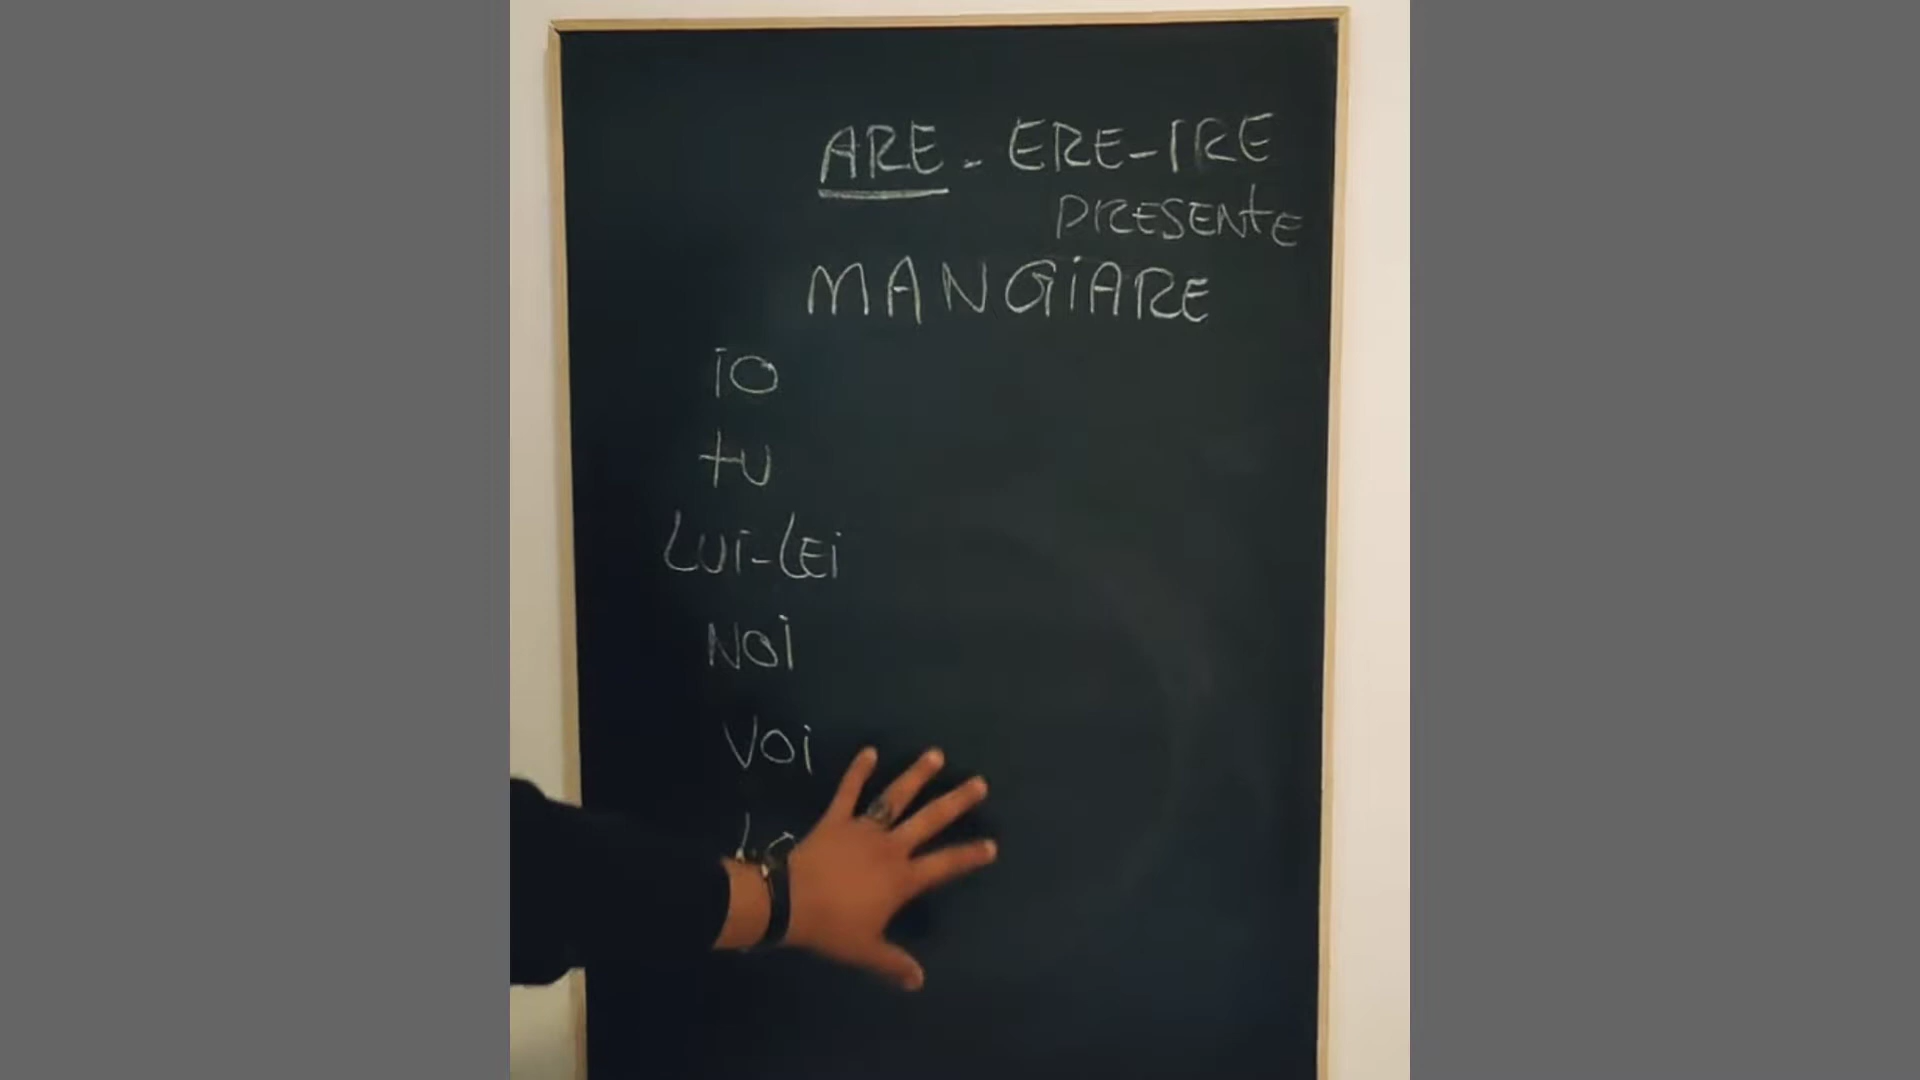 ARE - ERE - IRE
PRESENTE
MANGiARE
iO
tU
LUi-LEi
NOi
VOi